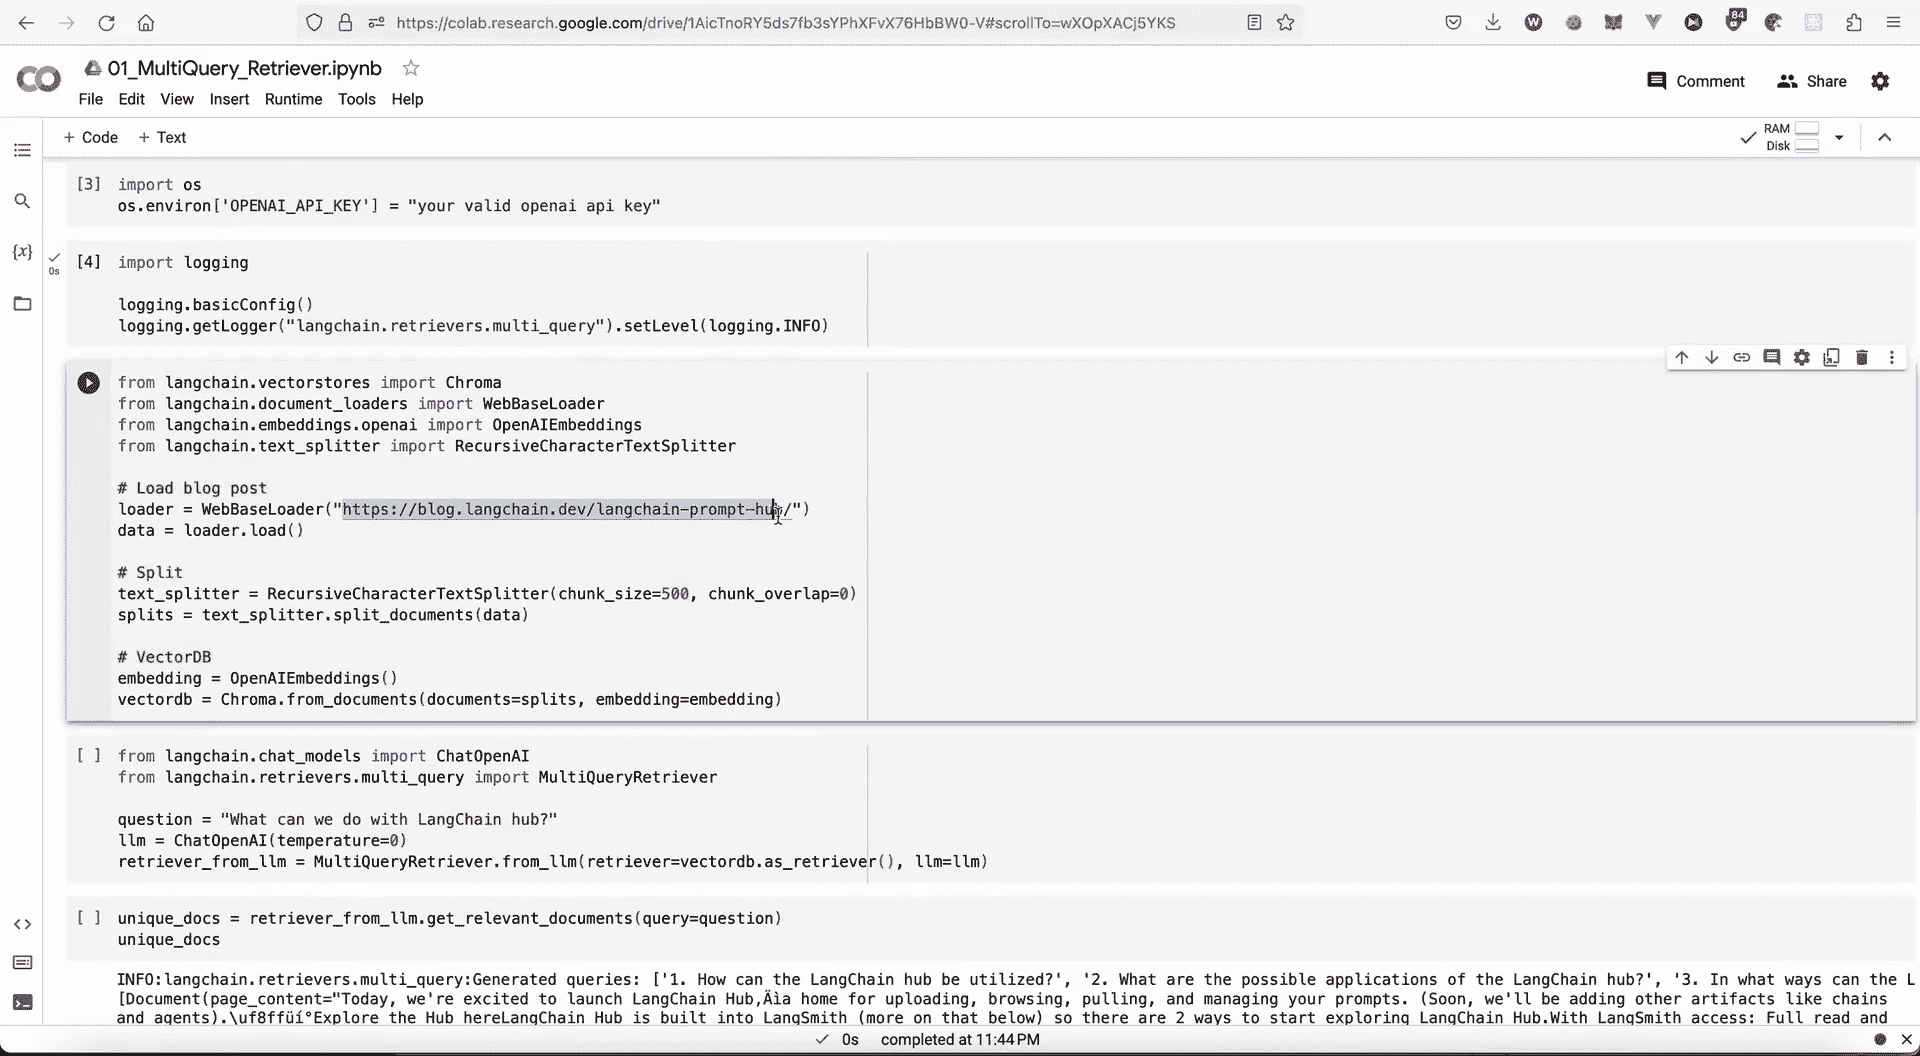 https://colab.research.google.com/drive/1AicTnoRY5ds7fb3sYPhXFvX76HbBW0-V#scrollTo=wXOpXACj5YKS
W
84
01_MultiQuery_Retriever.ipynb
Comment
Share
File Edit View Insert Runtime Tools Help
+ Code + Text
RAM
Disk
[3] import os
os.environ['OPENAI_API_KEY'] = "your valid openai api key"
0s
[4] import logging
logging.basicConfig()
logging.getLogger("langchain.retrievers.multi_query").setLevel(logging.INFO)
{x}
from langchain.vectorstores import Chroma
from langchain.document_loaders import WebBaseLoader
from langchain.embeddings.openai import OpenAIEmbeddings
from langchain.text_splitter import RecursiveCharacterTextSplitter
# Load blog post
loader = WebBaseLoader("https://blog.langchain.dev/langchain-prompt-hub/")
data = loader.load()
# Split
text_splitter = RecursiveCharacterTextSplitter(chunk_size=500, chunk_overlap=0)
splits = text_splitter.split_documents(data)
# VectorDB
embedding = OpenAIEmbeddings()
vectordb = Chroma.from_documents(documents=splits, embedding=embedding)
[ ] from langchain.chat_models import ChatOpenAI
from langchain.retrievers.multi_query import MultiQueryRetriever
question = "What can we do with LangChain hub?"
llm = ChatOpenAI(temperature=0)
retriever_from_llm = MultiQueryRetriever.from_llm(retriever=vectordb.as_retriever(), llm=llm)
[ ] unique_docs = retriever_from_llm.get_relevant_documents(query=question)
unique_docs
INFO:langchain.retrievers.multi_query:Generated queries: ['1. How can the LangChain hub be utilized?', '2. What are the possible applications of the LangChain hub?', '3. In what ways can the L
[Document(page_content="Today, we're excited to launch LangChain Hub‚Äìa home for uploading, browsing, pulling, and managing your prompts. (Soon, we'll be adding other artifacts like chains
and agents).\uf8ffüí°Explore the Hub hereLangChain Hub is built into LangSmith (more on that below) so there are 2 ways to start exploring LangChain Hub.With LangSmith access: Full read and
0s completed at 11:44 PM